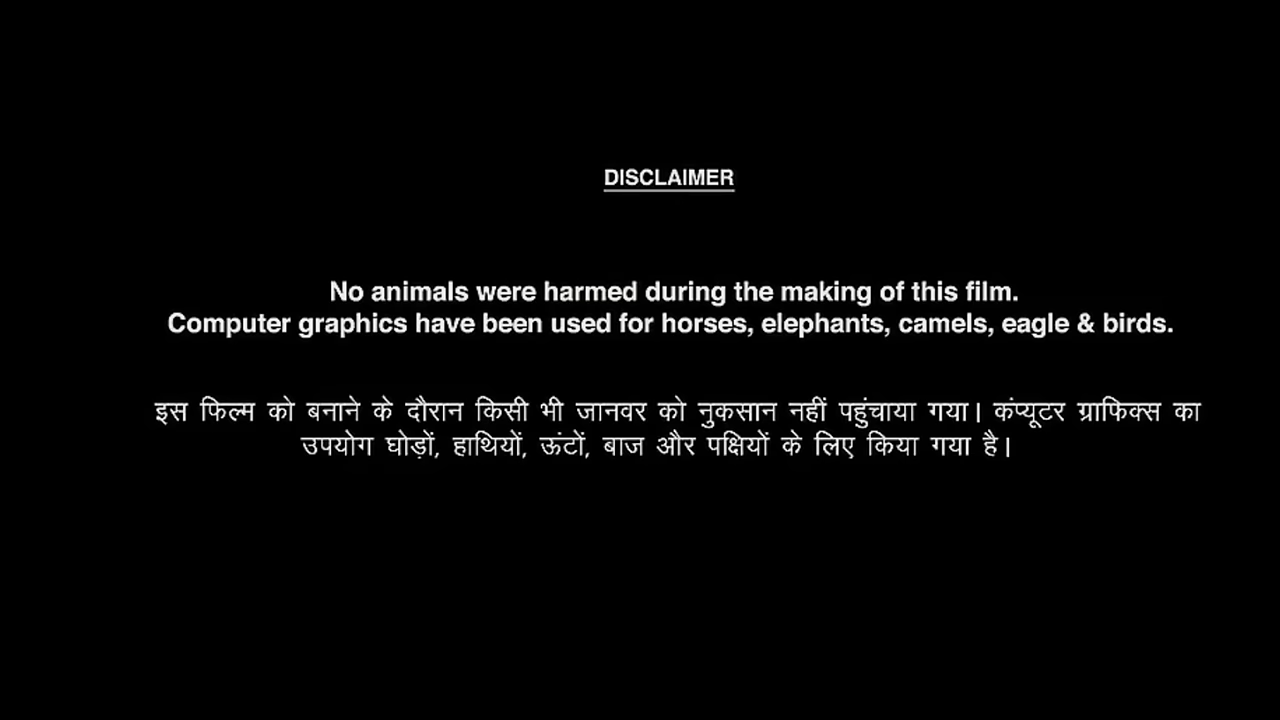 DISCLAIMER
No animals were harmed during the making of this film.
Computer graphics have been used for horses, elephants, camels, eagle & birds.
इस फिल्म को बनाने के दौरान किसी भी जानवर को नुकसान नहीं पहुंचाया गया। कंप्यूटर ग्राफिक्स का
उपयोग घोड़ों, हाथियों, ऊंटों, बाज और पक्षियों के लिए किया गया है।